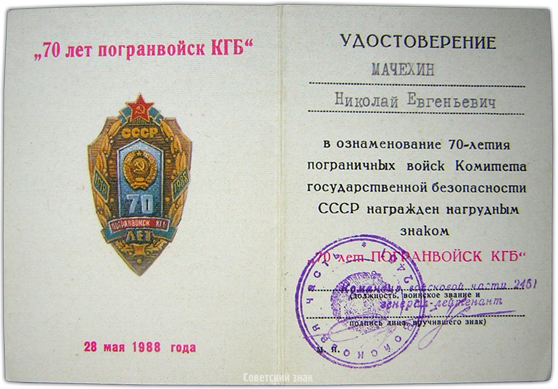 „70 лет погранвойск КГБ“
СССР
70
ПОГРАНВОЙСК КГБ
ЛЕТ
28 мая 1988 года
УДОСТОВЕРЕНИЕ
МАЧЕХИН
Николай Евгеньевич
в ознаменование 70-летия
пограничных войск Комитета
государственной безопасности
СССР награжден нагрудным
знаком
„70 лет ПОГРАНВОЙСК КГБ“
Командир войсковой части 2451
должность, воинское звание и
генерал-лейтенант
подпись лица, вручившего знак)
М. П.
ВОЙСКОВАЯ ЧАСТЬ
Советский знак